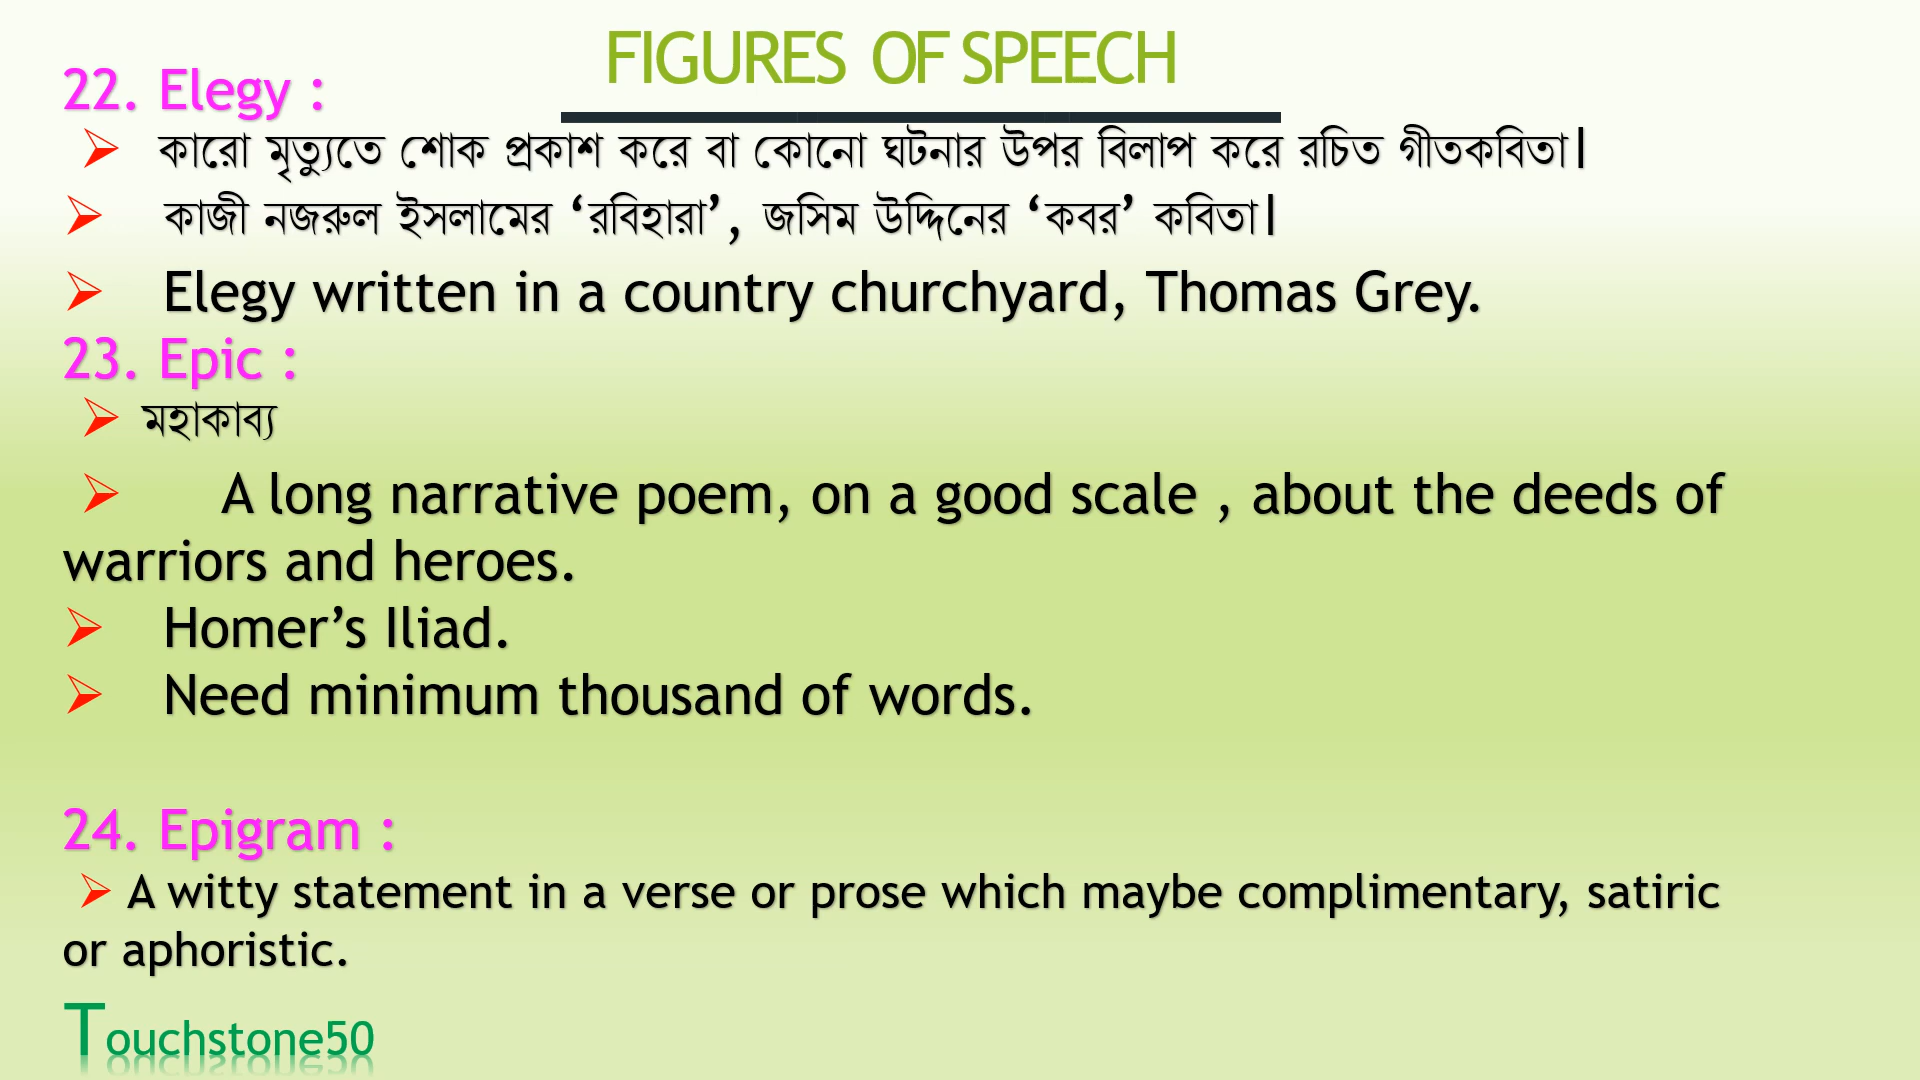 FIGURES OF SPEECH
22. Elegy :
কারো মৃত্যুতে শোক প্রকাশ করে বা কোনো ঘটনার উপর বিলাপ করে রচিত গীতকবিতা।
কাজী নজরুল ইসলামের ‘রবিহারা’, জসিম উদ্দিনের ‘কবর’ কবিতা।
Elegy written in a country churchyard, Thomas Grey.
23. Epic :
মহাকাব্য
A long narrative poem, on a good scale , about the deeds of
warriors and heroes.
Homer’s Iliad.
Need minimum thousand of words.
24. Epigram :
A witty statement in a verse or prose which maybe complimentary, satiric
or aphoristic.
Touchstone50